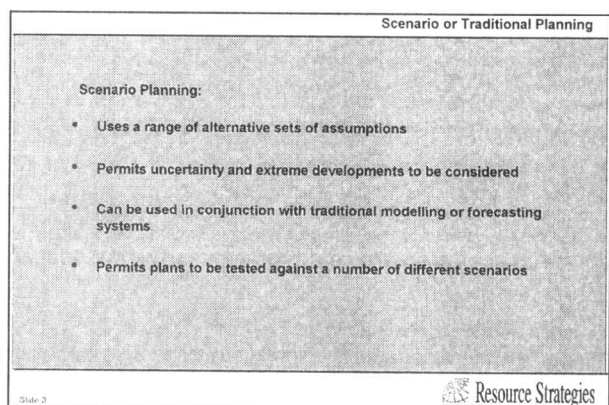 Scenario or Traditional Planning
Scenario Planning:
• Uses a range of alternative sets of assumptions
• Permits uncertainty and extreme developments to be considered
• Can be used in conjunction with traditional modelling or forecasting
systems
• Permits plans to be tested against a number of different scenarios
Slide 3
Resource Strategies